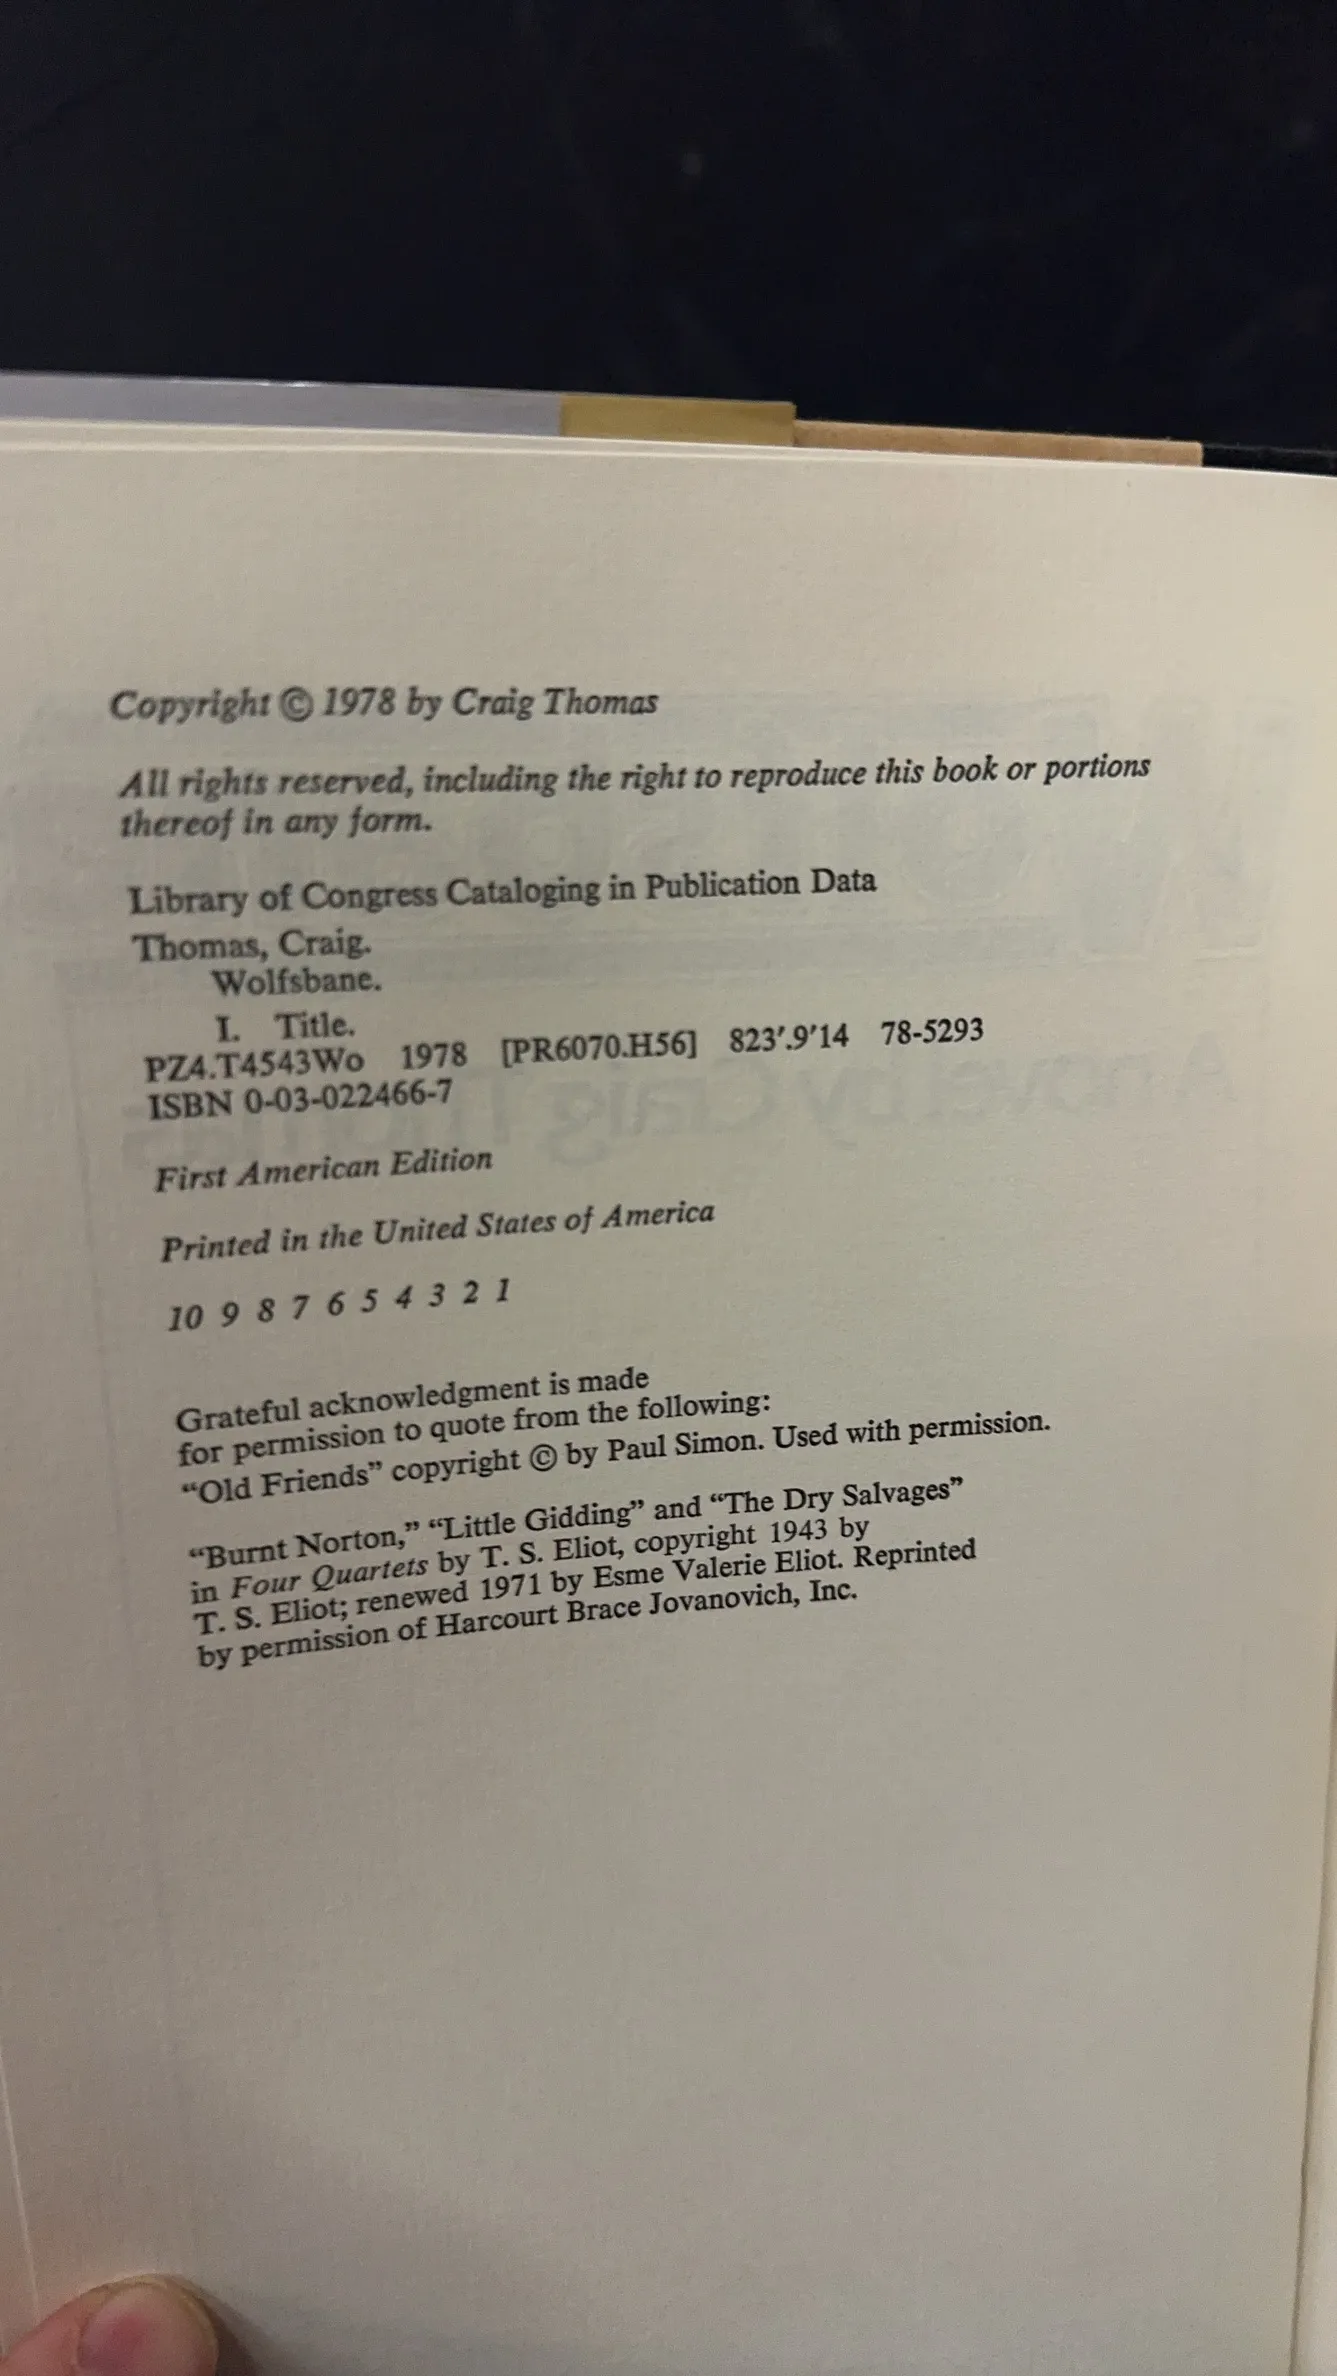 Copyright © 1978 by Craig Thomas
All rights reserved, including the right to reproduce this book or portions
thereof in any form.
Library of Congress Cataloging in Publication Data
Thomas, Craig.
Wolfsbane.
I. Title.
PZ4.T4543Wo 1978 [PR6070.H56] 823′.9′14 78-5293
ISBN 0-03-022466-7
First American Edition
Printed in the United States of America
10 9 8 7 6 5 4 3 2 1
Grateful acknowledgment is made
for permission to quote from the following:
“Old Friends” copyright © by Paul Simon. Used with permission.
“Burnt Norton,” “Little Gidding” and “The Dry Salvages”
in Four Quartets by T. S. Eliot, copyright 1943 by
T. S. Eliot; renewed 1971 by Esme Valerie Eliot. Reprinted
by permission of Harcourt Brace Jovanovich, Inc.